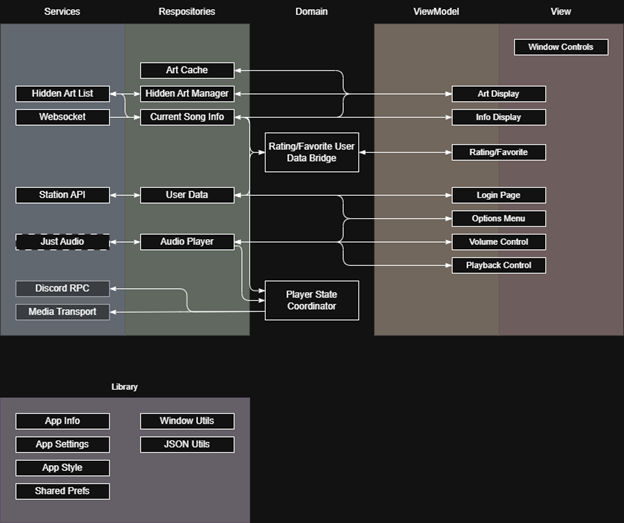 Services
Respositories
Domain
ViewModel
View
Window Controls
Art Cache
Hidden Art List
Hidden Art Manager
Art Display
Websocket
Current Song Info
Info Display
Rating/Favorite User
Data Bridge
Rating/Favorite
Station API
User Data
Login Page
Options Menu
Just Audio
Audio Player
Volume Control
Playback Control
Discord RPC
Player State
Coordinator
Media Transport
Library
App Info
Window Utils
App Settings
JSON Utils
App Style
Shared Prefs